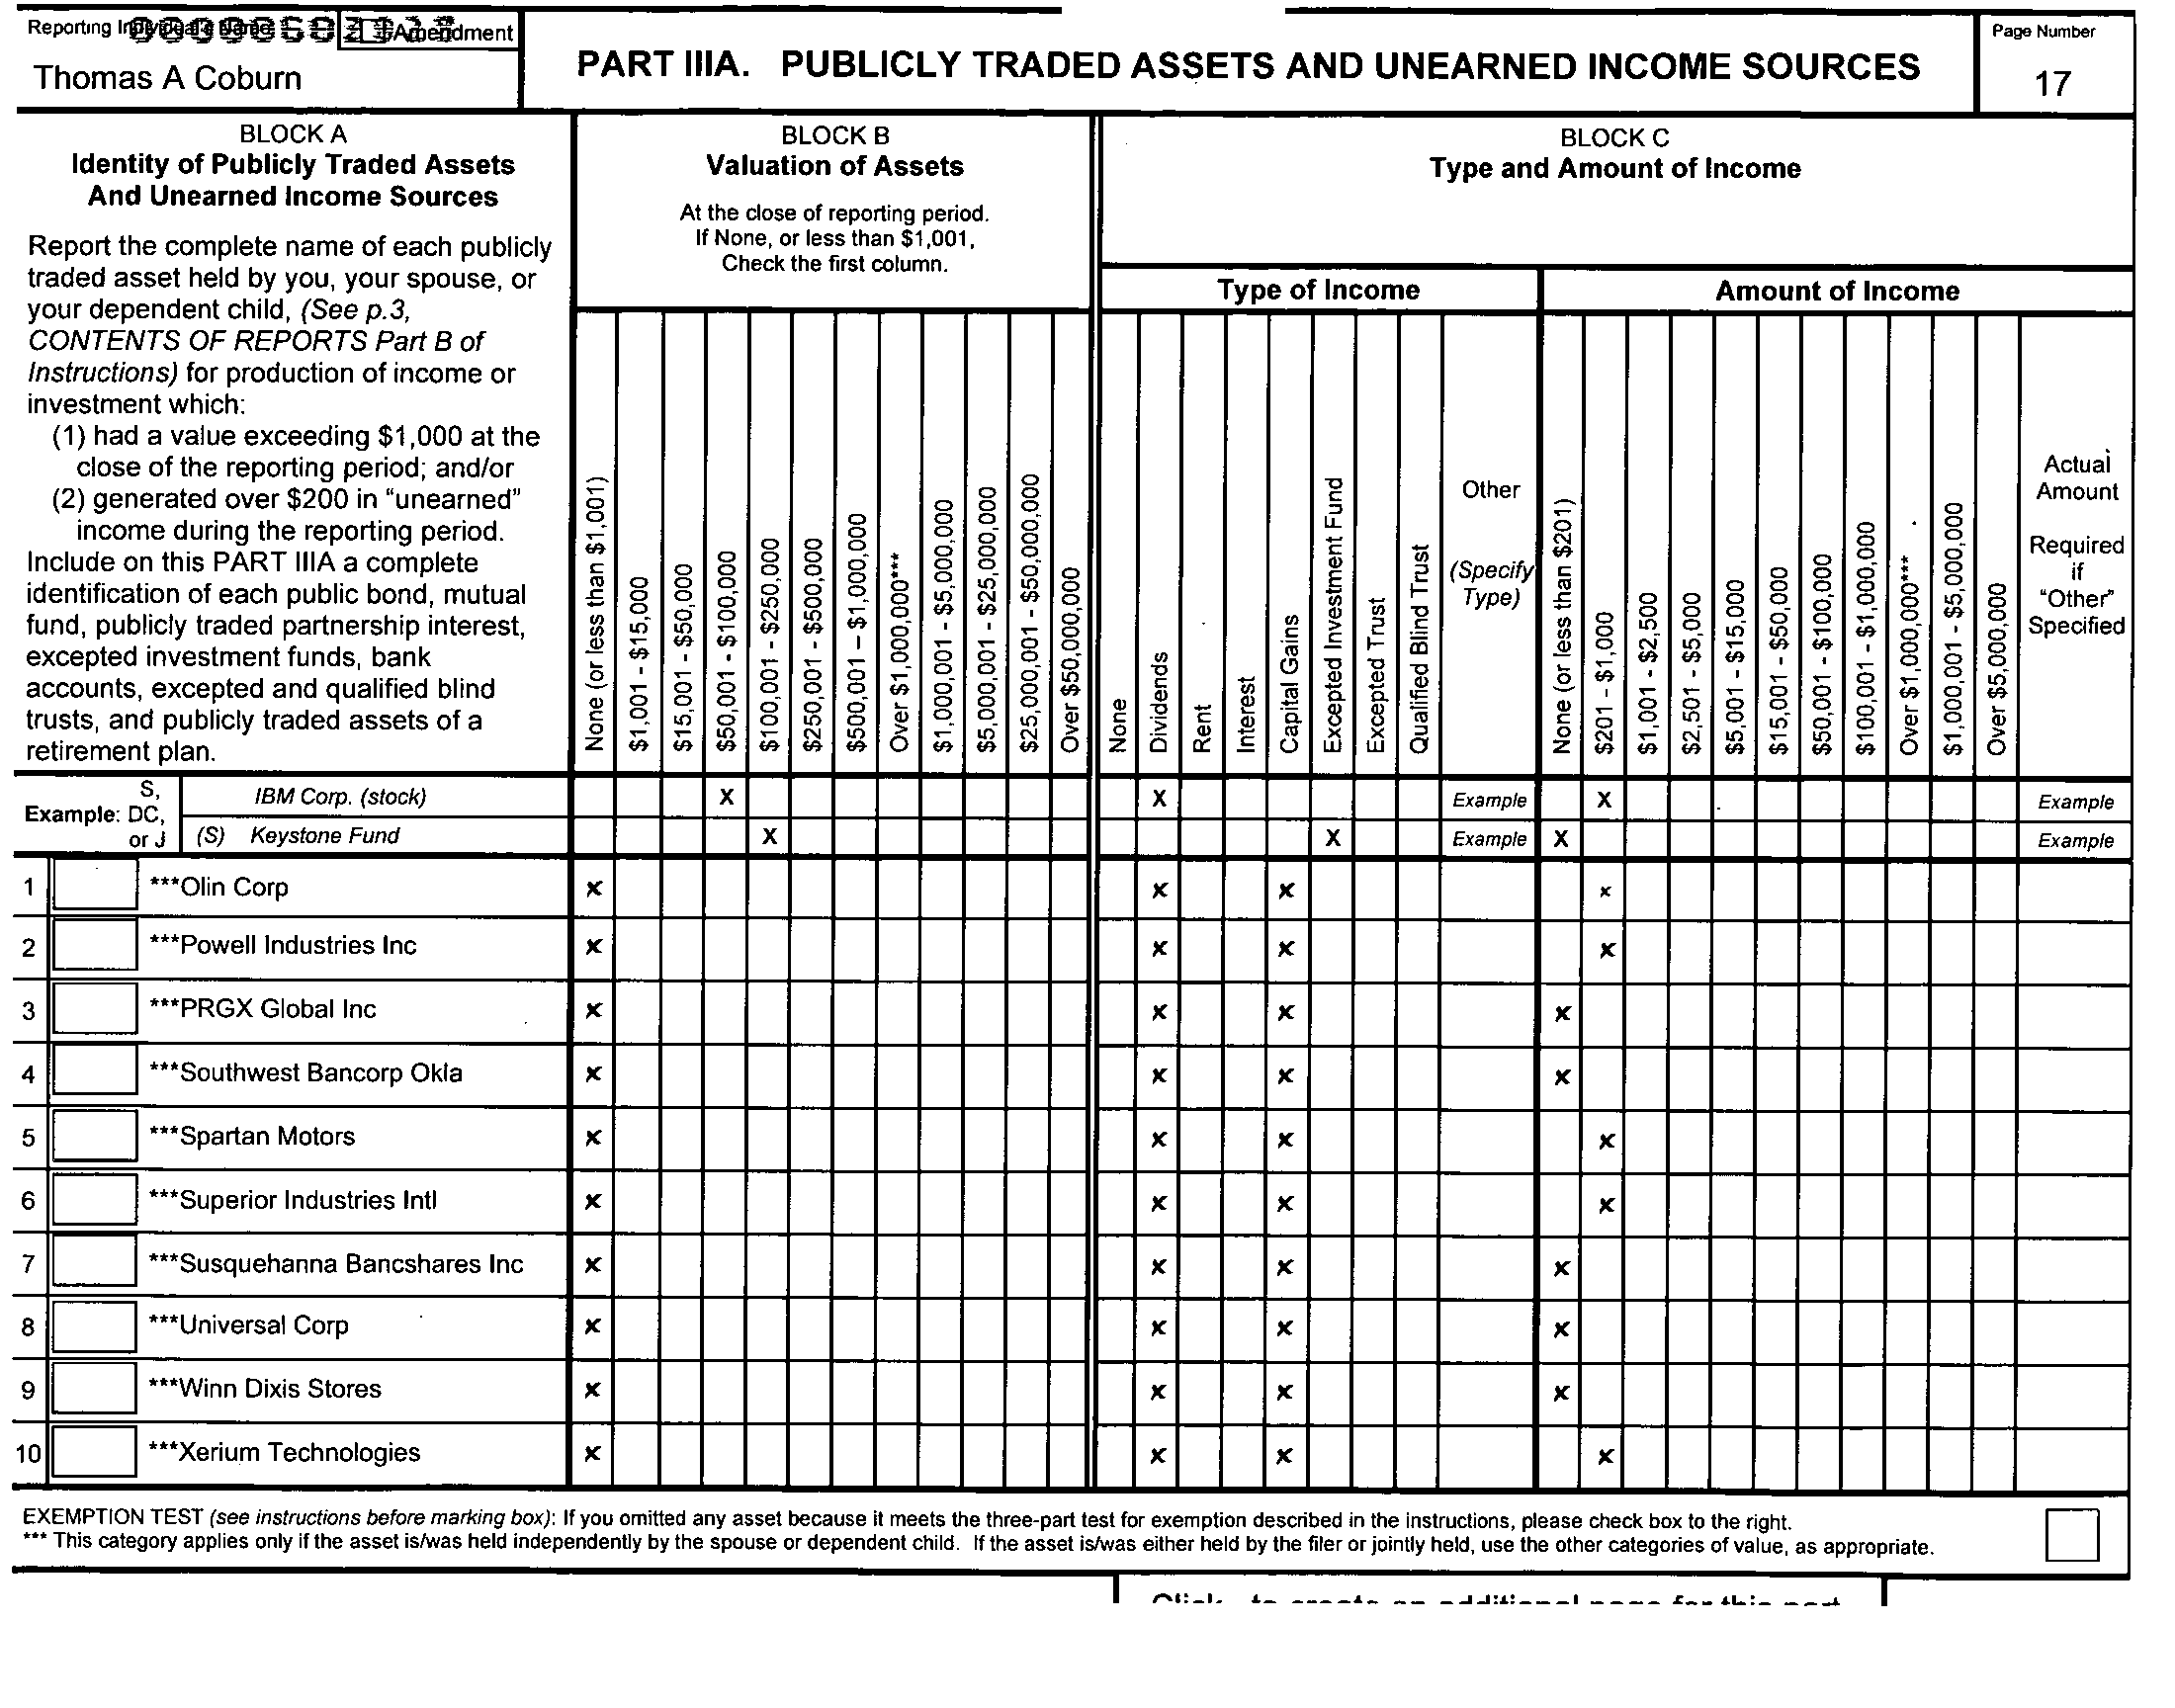 Reporting Individual's Name
Amendment
Thomas A Coburn
PART IIIA. PUBLICLY TRADED ASSETS AND UNEARNED INCOME SOURCES
Page Number
17
BLOCK A
Identity of Publicly Traded Assets
And Unearned Income Sources
Report the complete name of each publicly
traded asset held by you, your spouse, or
your dependent child, (See p.3,
CONTENTS OF REPORTS Part B of
Instructions) for production of income or
investment which:
(1) had a value exceeding $1,000 at the
close of the reporting period; and/or
(2) generated over $200 in "unearned"
income during the reporting period.
Include on this PART IIIA a complete
identification of each public bond, mutual
fund, publicly traded partnership interest,
excepted investment funds, bank
accounts, excepted and qualified blind
trusts, and publicly traded assets of a
retirement plan.
BLOCK B
Valuation of Assets
At the close of reporting period.
If None, or less than $1,001,
Check the first column.
BLOCK C
Type and Amount of Income
Type of Income
Amount of Income
None (or less than $1,001)
$1,001 - $15,000
$15,001 - $50,000
$50,001 - $100,000
$100,001 - $250,000
$250,001 - $500,000
$500,001 – $1,000,000
Over $1,000,000***
$1,000,001 - $5,000,000
$5,000,001 - $25,000,000
$25,000,001 - $50,000,000
Over $50,000,000
None
Dividends
Rent
Interest
Capital Gains
Excepted Investment Fund
Excepted Trust
Qualified Blind Trust
Other
(Specify
Type)
None (or less than $201)
$201 - $1,000
$1,001 - $2,500
$2,501 - $5,000
$5,001 - $15,000
$15,001 - $50,000
$50,001 - $100,000
$100,001 - $1,000,000
Over $1,000,000***
$1,000,001 - $5,000,000
Over $5,000,000
Actual
Amount
Required
if
"Other"
Specified
Example: S, DC, or J
IBM Corp. (stock) X X Example X Example
(S) Keystone Fund X X Example X Example
1 ***Olin Corp x x x x
2 ***Powell Industries Inc x x x x
3 ***PRGX Global Inc x x x x
4 ***Southwest Bancorp Okla x x x x
5 ***Spartan Motors x x x x
6 ***Superior Industries Intl x x x x
7 ***Susquehanna Bancshares Inc x x x x
8 ***Universal Corp x x x x
9 ***Winn Dixis Stores x x x x
10 ***Xerium Technologies x x x x
EXEMPTION TEST (see instructions before marking box): If you omitted any asset because it meets the three-part test for exemption described in the instructions, please check box to the right.
*** This category applies only if the asset is/was held independently by the spouse or dependent child. If the asset is/was either held by the filer or jointly held, use the other categories of value, as appropriate.